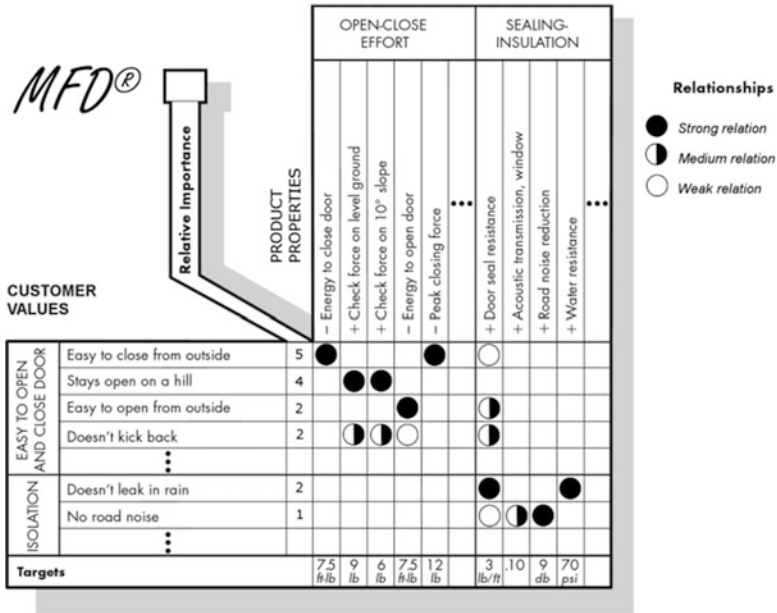 OPEN-CLOSE
EFFORT
SEALING-
INSULATION
MFD®
Relative Importance
PRODUCT
PROPERTIES
– Energy to close door
+ Check force on level ground
+ Check force on 10° slope
– Energy to open door
– Peak closing force
...
+ Door seal resistance
+ Acoustic transmission, window
+ Road noise reduction
+ Water resistance
...
Relationships
Strong relation
Medium relation
Weak relation
CUSTOMER
VALUES
EASY TO OPEN
AND CLOSE DOOR
Easy to close from outside 5
Stays open on a hill 4
Easy to open from outside 2
Doesn't kick back 2
ISOLATION
Doesn't leak in rain 2
No road noise 1
Targets
7.5 ft-lb
9 lb
6 lb
7.5 ft-lb
12 lb
3 lb/ft
.10
9 db
70 psi